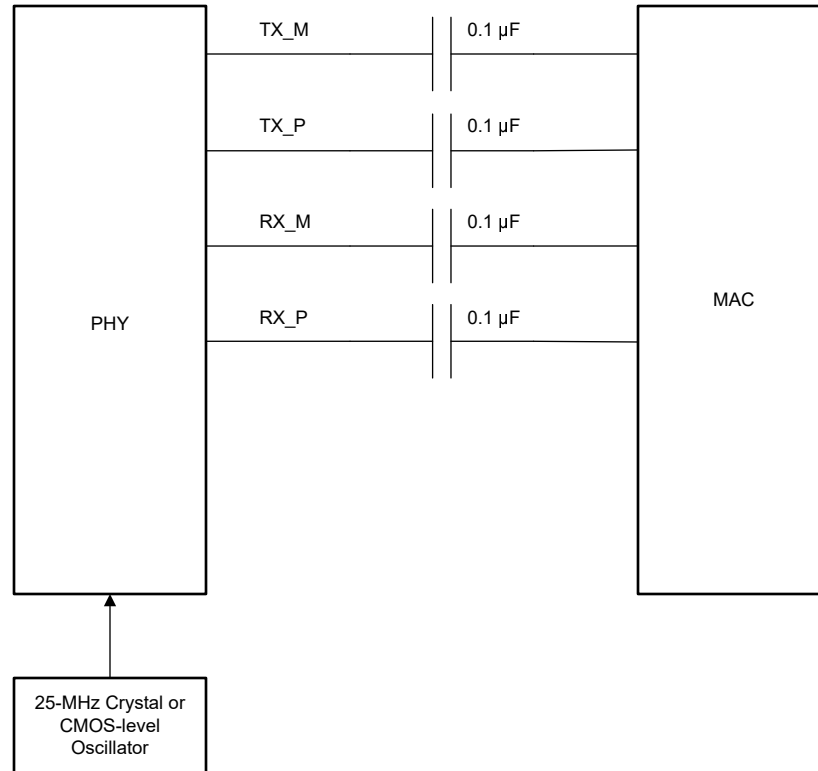 TX_M
0.1 µF
TX_P
0.1 µF
RX_M
0.1 µF
RX_P
0.1 µF
PHY
MAC
25-MHz Crystal or
CMOS-level
Oscillator